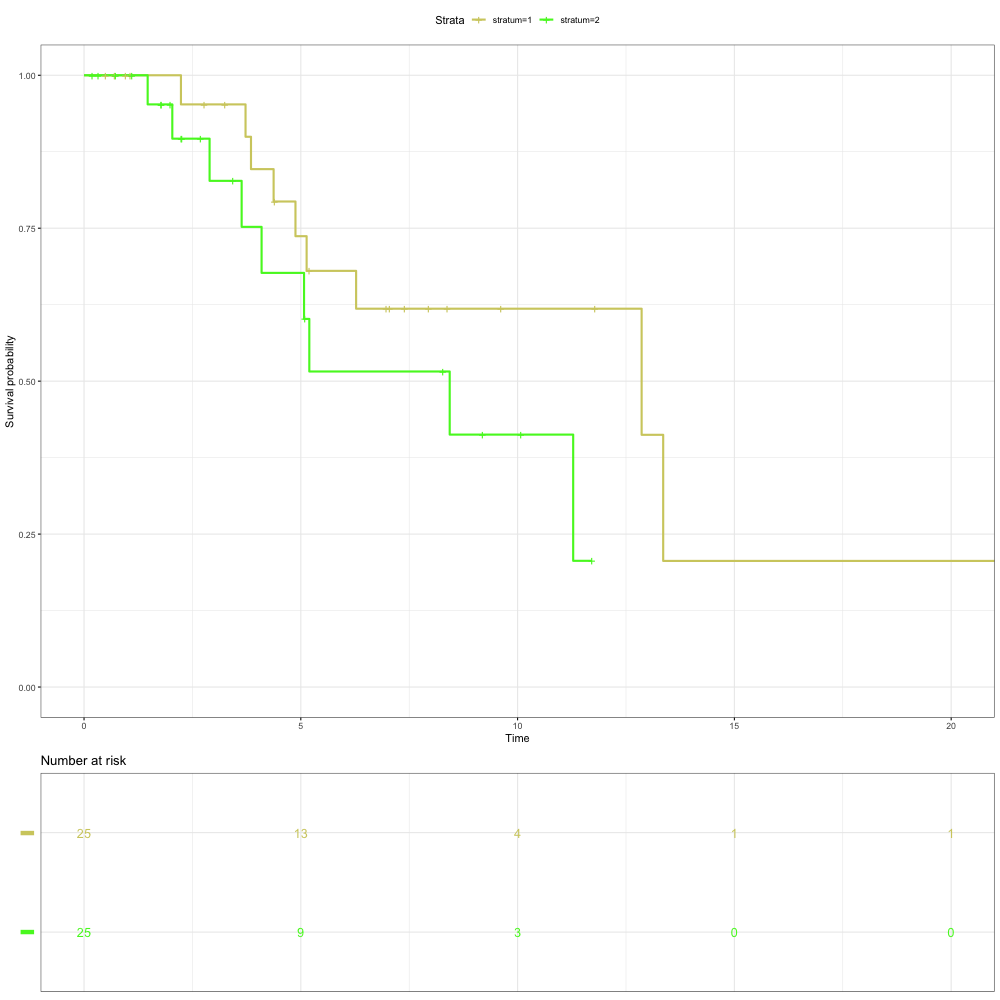 Strata stratum=1 stratum=2
1.00
0.75
0.50
0.25
0.00
Survival probability
0 5 10 15 20
Time
Number at risk
25 13 4 1 1
25 9 3 0 0